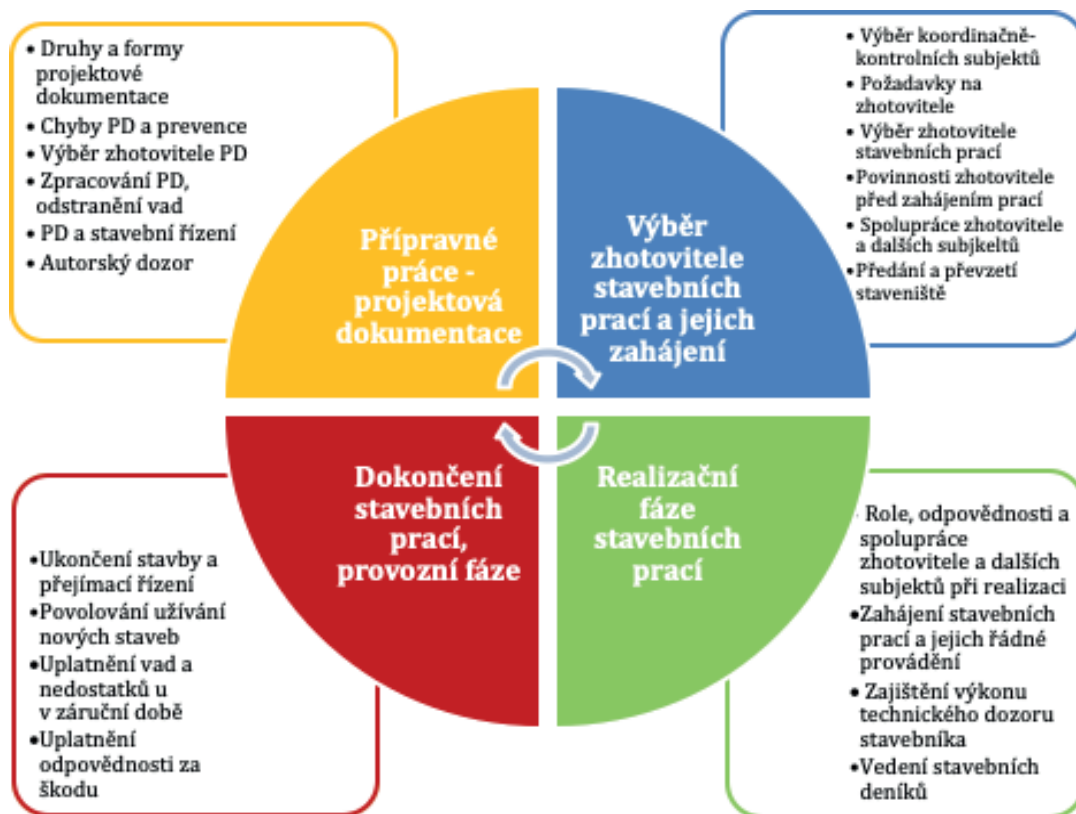 • Druhy a formy
projektové
dokumentace
• Chyby PD a prevence
• Výběr zhotovitele PD
• Zpracování PD,
odstranění vad
• PD a stavební řízení
• Autorský dozor
Přípravné
práce -
projektová
dokumentace
• Výběr koordinačně-
kontrolních subjektů
• Požadavky na
zhotovitele
• Výběr zhotovitele
stavebních prací
•Povinnosti zhotovitele
před zahájením prací
• Spolupráce zhotovitele
a dalších subjkeltů
•Předání a převzetí
staveniště
Výběr
zhotovitele
stavebních
prací a jejich
zahájení
Dokončení
stavebních
prací,
provozní fáze
•Ukončení stavby a
přejímací řízení
•Povolování užívání
nových staveb
•Uplatnění vad a
nedostatků u
v záruční době
•Uplatnění
odpovědnosti za
škodu
Realizační
fáze
stavebních
prací
• Role, odpovědnosti a
spolupráce
zhotovitele a dalších
subjektů při realizaci
•Zahájení stavebních
prací a jejich řádné
provádění
• Zajištění výkonu
technického dozoru
stavebníka
•Vedení stavebních
deníků